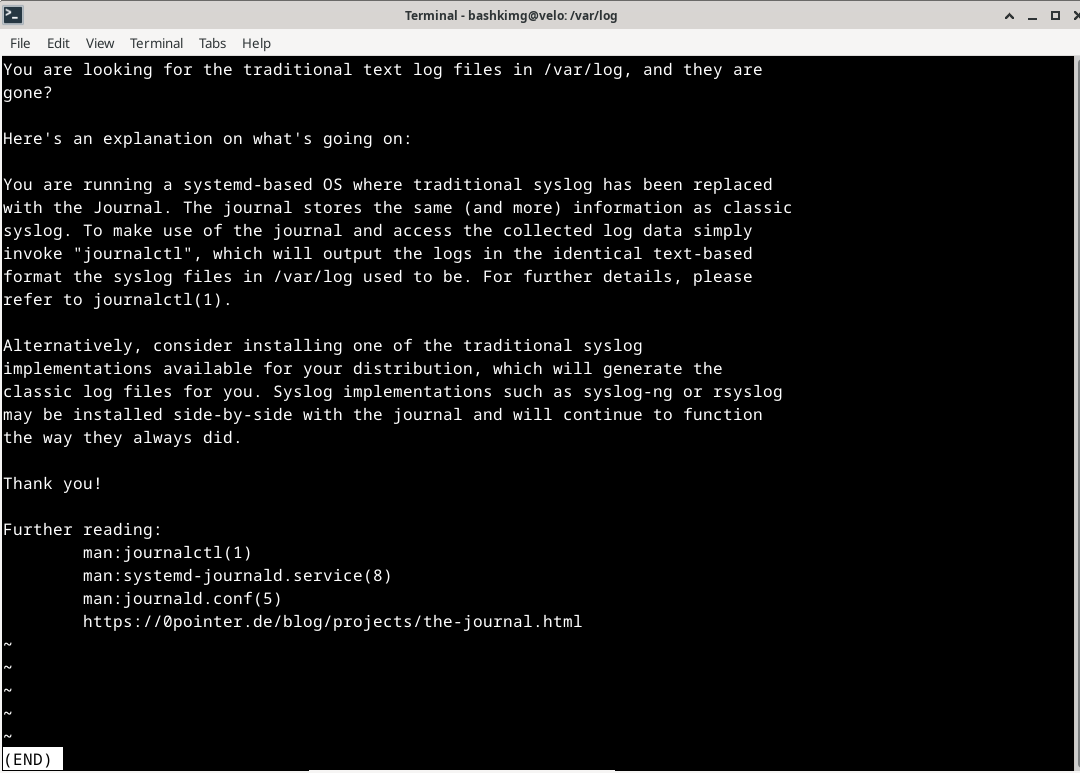 Terminal - bashkimg@velo: /var/log
File Edit View Terminal Tabs Help
You are looking for the traditional text log files in /var/log, and they are
gone?
Here's an explanation on what's going on:
You are running a systemd-based OS where traditional syslog has been replaced
with the Journal. The journal stores the same (and more) information as classic
syslog. To make use of the journal and access the collected log data simply
invoke "journalctl", which will output the logs in the identical text-based
format the syslog files in /var/log used to be. For further details, please
refer to journalctl(1).
Alternatively, consider installing one of the traditional syslog
implementations available for your distribution, which will generate the
classic log files for you. Syslog implementations such as syslog-ng or rsyslog
may be installed side-by-side with the journal and will continue to function
the way they always did.
Thank you!
Further reading:
man:journalctl(1)
man:systemd-journald.service(8)
man:journald.conf(5)
https://0pointer.de/blog/projects/the-journal.html
~
~
~
~
~
(END)